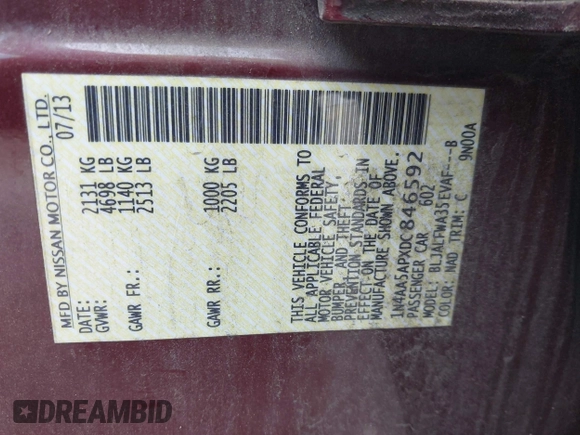 MFD BY NISSAN MOTOR CO., LTD.
DATE: 07/13
GVWR: 2131 KG
4698 LB
GAWR FR.: 1140 KG
2513 LB
GAWR RR.: 1000 KG
2205 LB
THIS VEHICLE CONFORMS TO
ALL APPLICABLE FEDERAL
MOTOR VEHICLE SAFETY,
BUMPER, AND THEFT
PREVENTION STANDARDS IN
EFFECT ON THE DATE OF
MANUFACTURE SHOWN ABOVE.
1N4AA5APXDC846592
PASSENGER CAR 602
MODEL: BLJALFWA35EVAF---B
COLOR: NAD TRIM: C 9N00A
DREAMBID